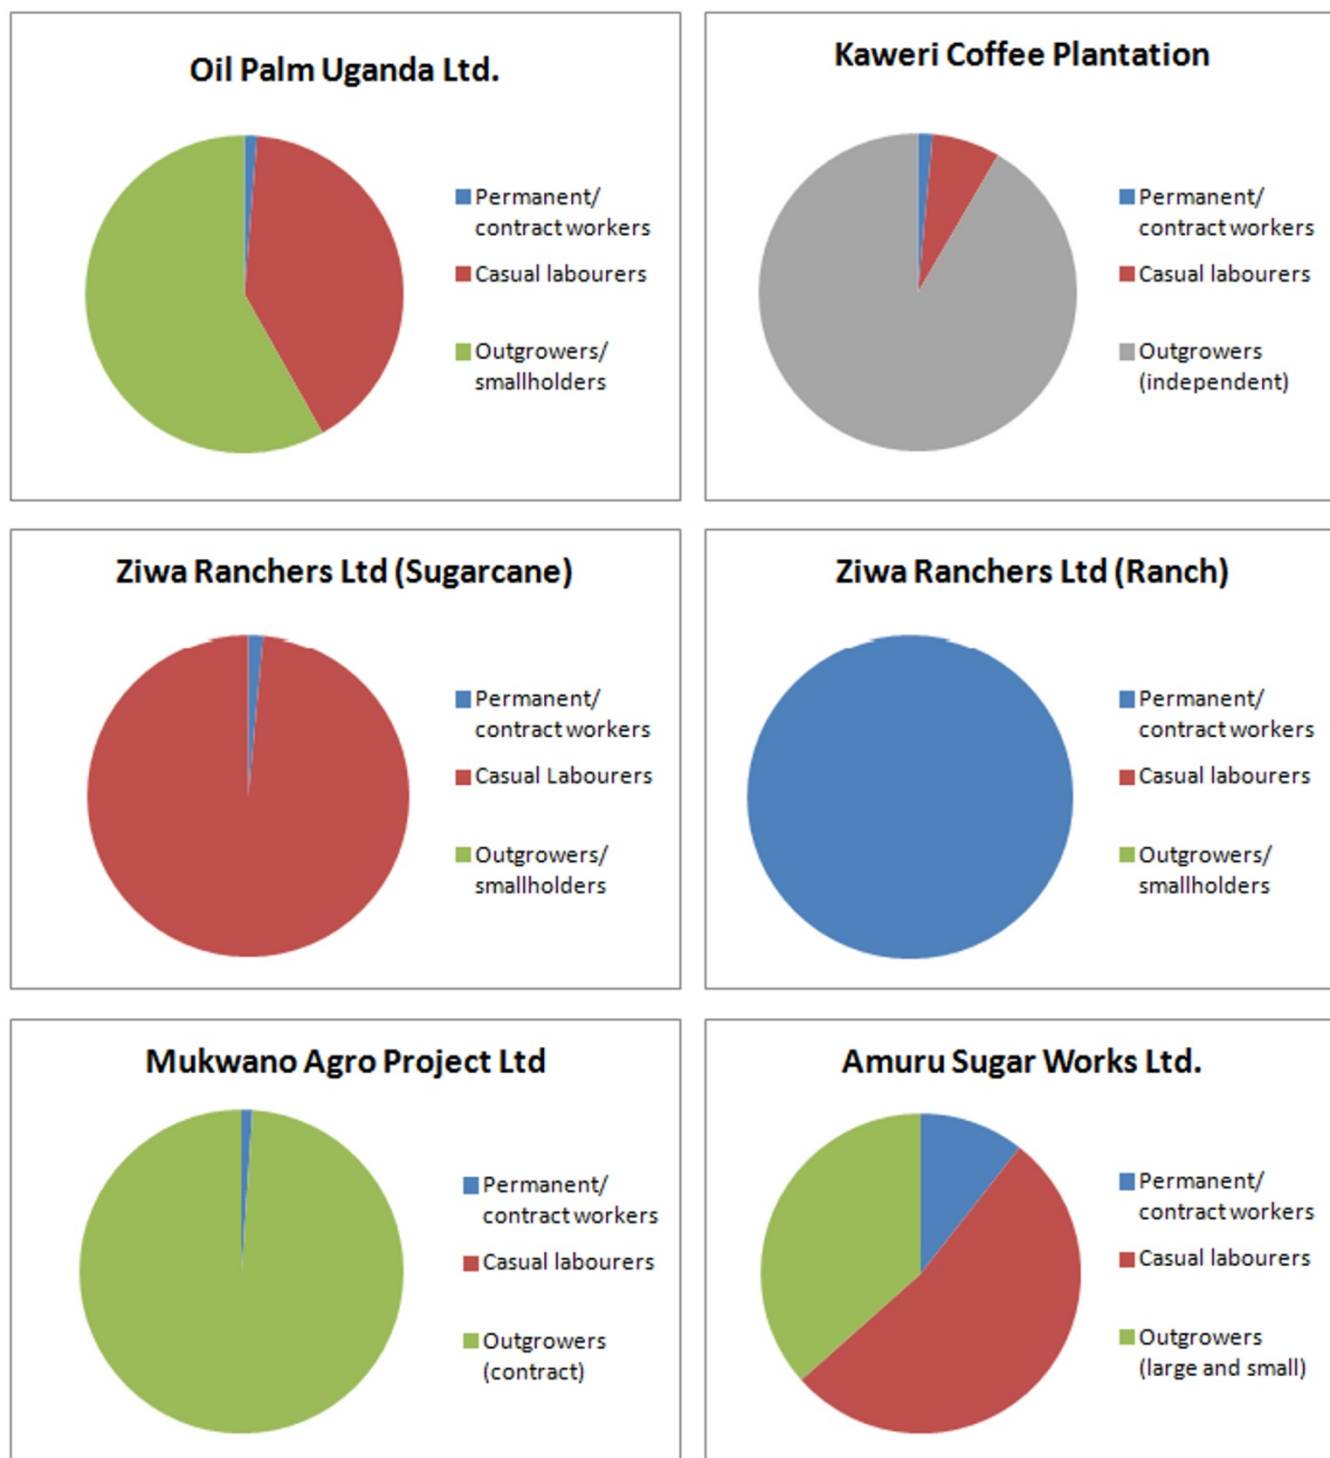 Oil Palm Uganda Ltd.
Permanent/
contract workers
Casual labourers
Outgrowers/
smallholders
Kaweri Coffee Plantation
Permanent/
contract workers
Casual labourers
Outgrowers
(independent)
Ziwa Ranchers Ltd (Sugarcane)
Permanent/
contract workers
Casual Labourers
Outgrowers/
smallholders
Ziwa Ranchers Ltd (Ranch)
Permanent/
contract workers
Casual labourers
Outgrowers/
smallholders
Mukwano Agro Project Ltd
Permanent/
contract workers
Casual labourers
Outgrowers
(contract)
Amuru Sugar Works Ltd.
Permanent/
contract workers
Casual labourers
Outgrowers
(large and small)